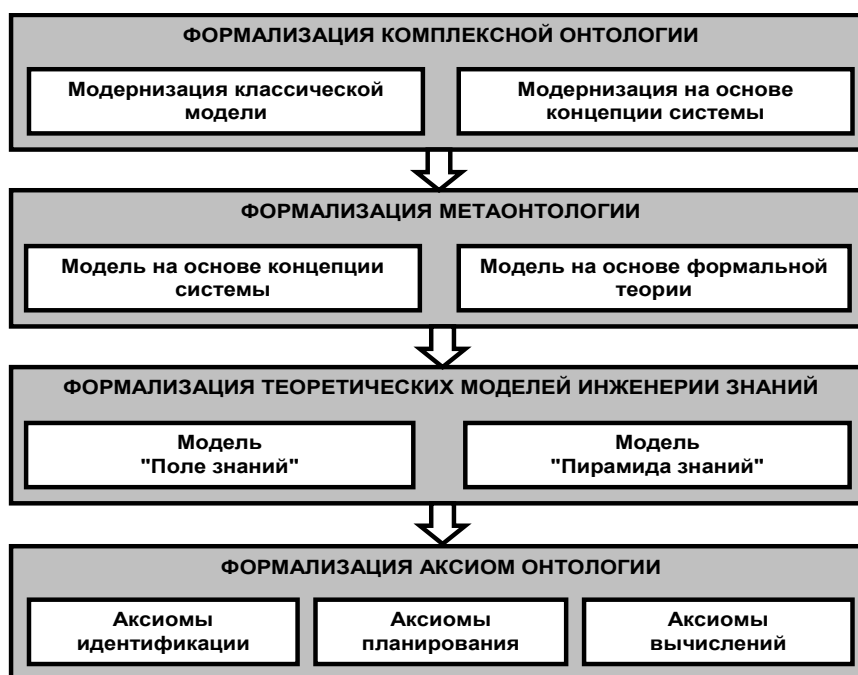 ФОРМАЛИЗАЦИЯ КОМПЛЕКСНОЙ ОНТОЛОГИИ
Модернизация классической
модели
Модернизация на основе
концепции системы
ФОРМАЛИЗАЦИЯ МЕТАОНТОЛОГИИ
Модель на основе концепции
системы
Модель на основе формальной
теории
ФОРМАЛИЗАЦИЯ ТЕОРЕТИЧЕСКИХ МОДЕЛЕЙ ИНЖЕНЕРИИ ЗНАНИЙ
Модель
"Поле знаний"
Модель
"Пирамида знаний"
ФОРМАЛИЗАЦИЯ АКСИОМ ОНТОЛОГИИ
Аксиомы
идентификации
Аксиомы
планирования
Аксиомы
вычислений